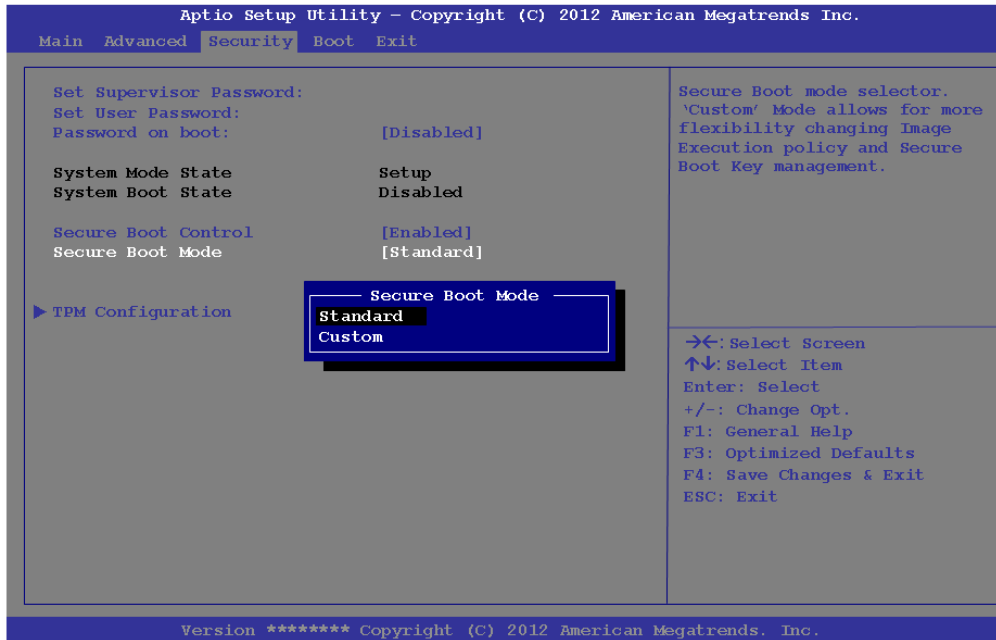 Aptio Setup Utility – Copyright (C) 2012 American Megatrends Inc.
Main Advanced Security Boot Exit
Set Supervisor Password:
Set User Password:
Password on boot: [Disabled]
System Mode State Setup
System Boot State Disabled
Secure Boot Control [Enabled]
Secure Boot Mode [Standard]
TPM Configuration
Secure Boot Mode
Standard
Custom
Secure Boot mode selector.
‘Custom’ Mode allows for more
flexibility changing Image
Execution policy and Secure
Boot Key management.
→←: Select Screen
↑↓: Select Item
Enter: Select
+/-: Change Opt.
F1: General Help
F3: Optimized Defaults
F4: Save Changes & Exit
ESC: Exit
Version ******** Copyright (C) 2012 American Megatrends. Inc.